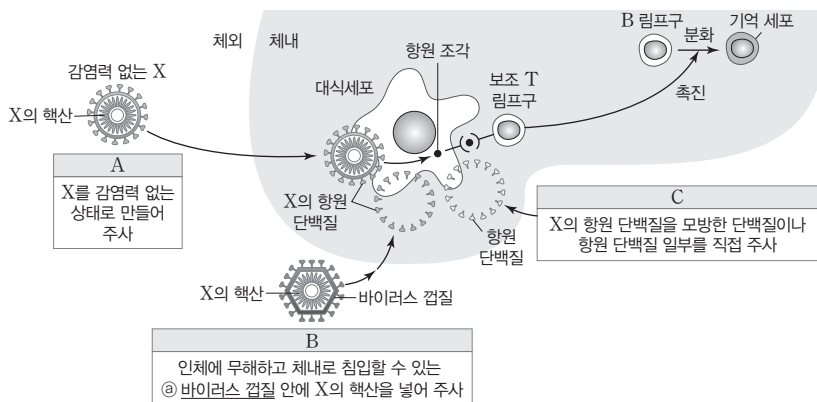 체외 체내
감염력 없는 X
X의 핵산
A
X를 감염력 없는
상태로 만들어
주사
대식세포
항원 조각
보조 T
림프구
B 림프구
분화
기억 세포
촉진
X의 항원
단백질
항원
단백질
C
X의 항원 단백질을 모방한 단백질이나
항원 단백질 일부를 직접 주사
X의 핵산
바이러스 껍질
B
인체에 무해하고 체내로 침입할 수 있는
ⓐ 바이러스 껍질 안에 X의 핵산을 넣어 주사